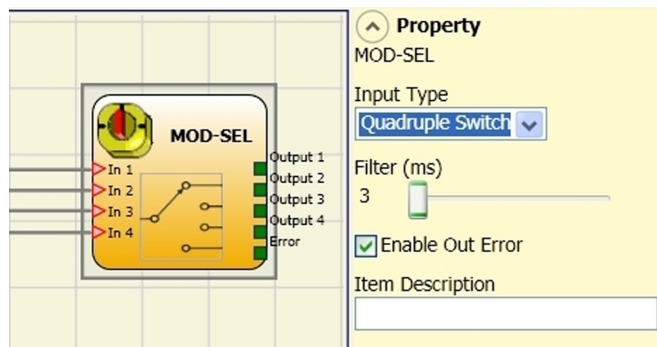 MOD-SEL
In 1
In 2
In 3
In 4
Output 1
Output 2
Output 3
Output 4
Error
Property
MOD-SEL
Input Type
Quadruple Switch
Filter (ms)
3
Enable Out Error
Item Description